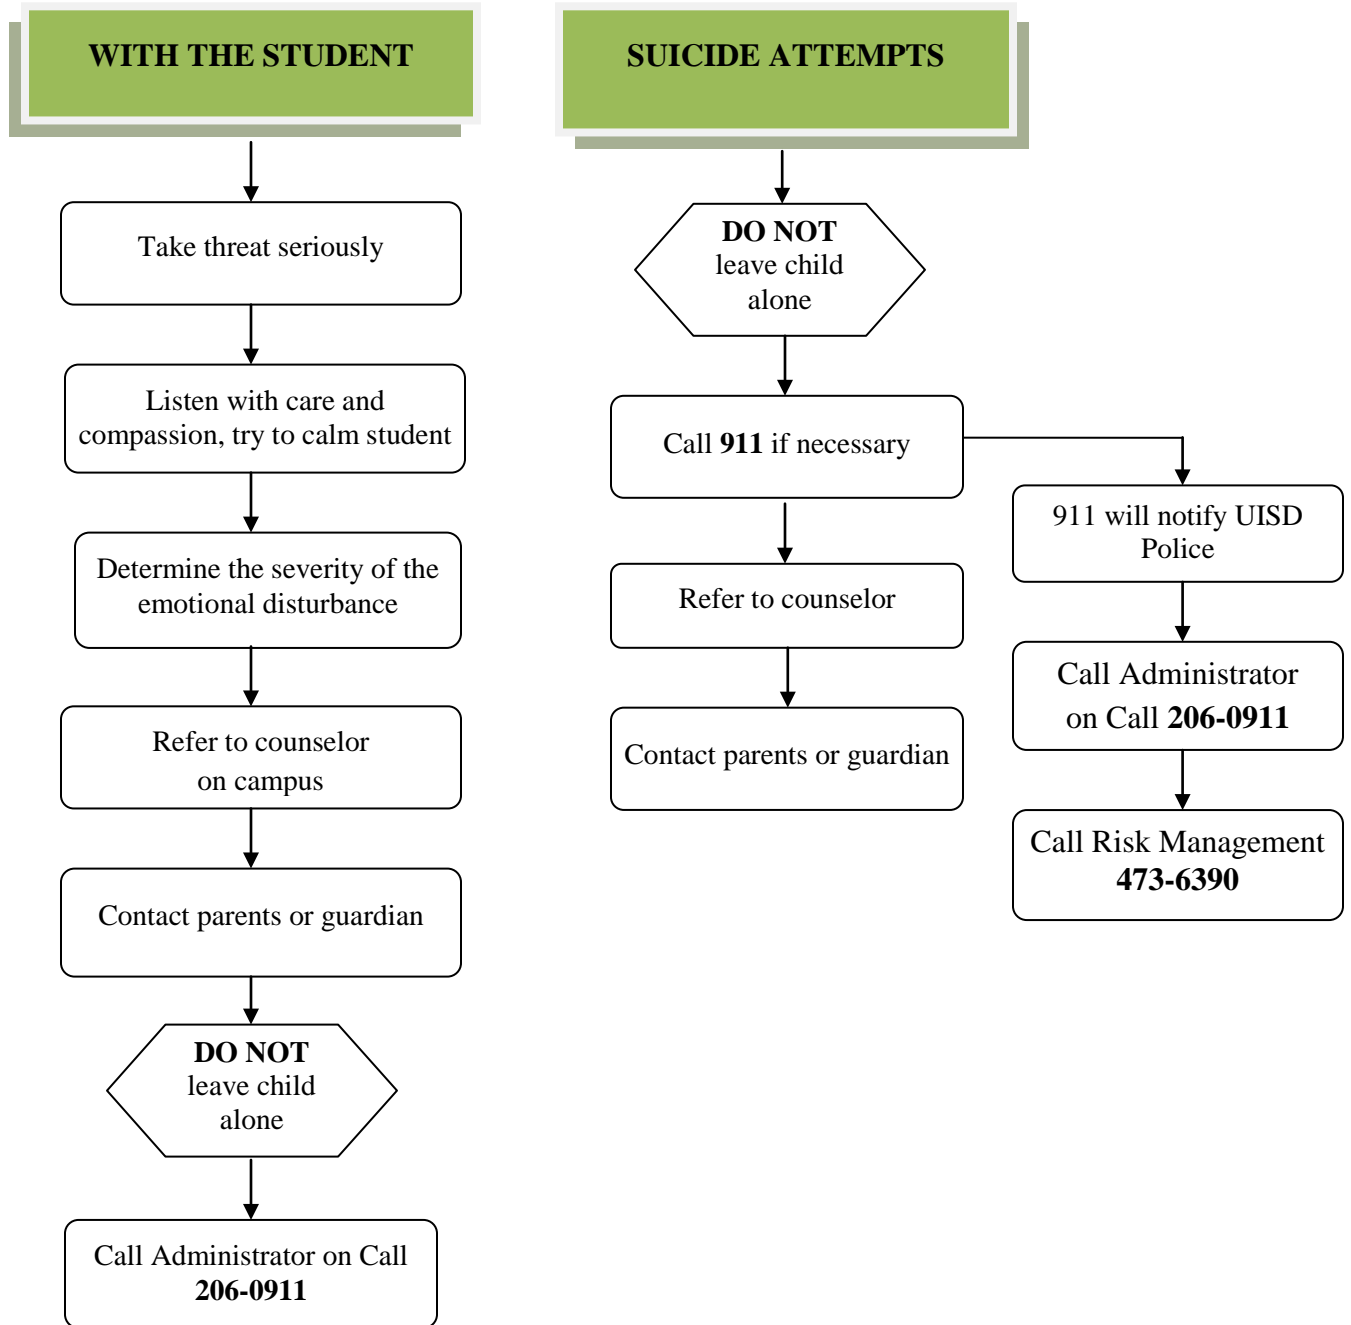 WITH THE STUDENT
Take threat seriously
Listen with care and
compassion, try to calm student
Determine the severity of the
emotional disturbance
Refer to counselor
on campus
Contact parents or guardian
DO NOT
leave child
alone
Call Administrator on Call
206-0911
SUICIDE ATTEMPTS
DO NOT
leave child
alone
Call 911 if necessary
Refer to counselor
Contact parents or guardian
911 will notify UISD
Police
Call Administrator
on Call 206-0911
Call Risk Management
473-6390